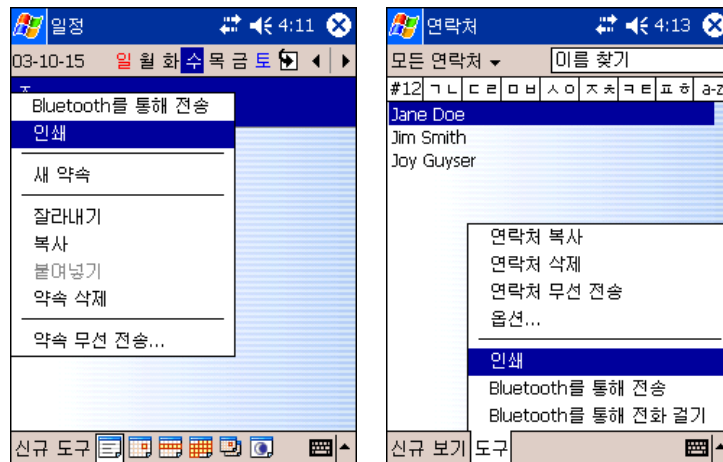 일정 4:11
03-10-15 일 월 화 수 목 금 토
Bluetooth를 통해 전송
인쇄
새 약속
잘라내기
복사
붙여넣기
약속 삭제
약속 무선 전송...
신규 도구
연락처 4:13
모든 연락처 이름 찾기
#12 ㄱㄴ ㄷㄹ ㅁㅂ ㅅㅇ ㅈㅊ ㅋㅌ ㅍㅎ a-z
Jane Doe
Jim Smith
Joy Guyser
연락처 복사
연락처 삭제
연락처 무선 전송
옵션...
인쇄
Bluetooth를 통해 전송
Bluetooth를 통해 전화 걸기
신규 보기 도구